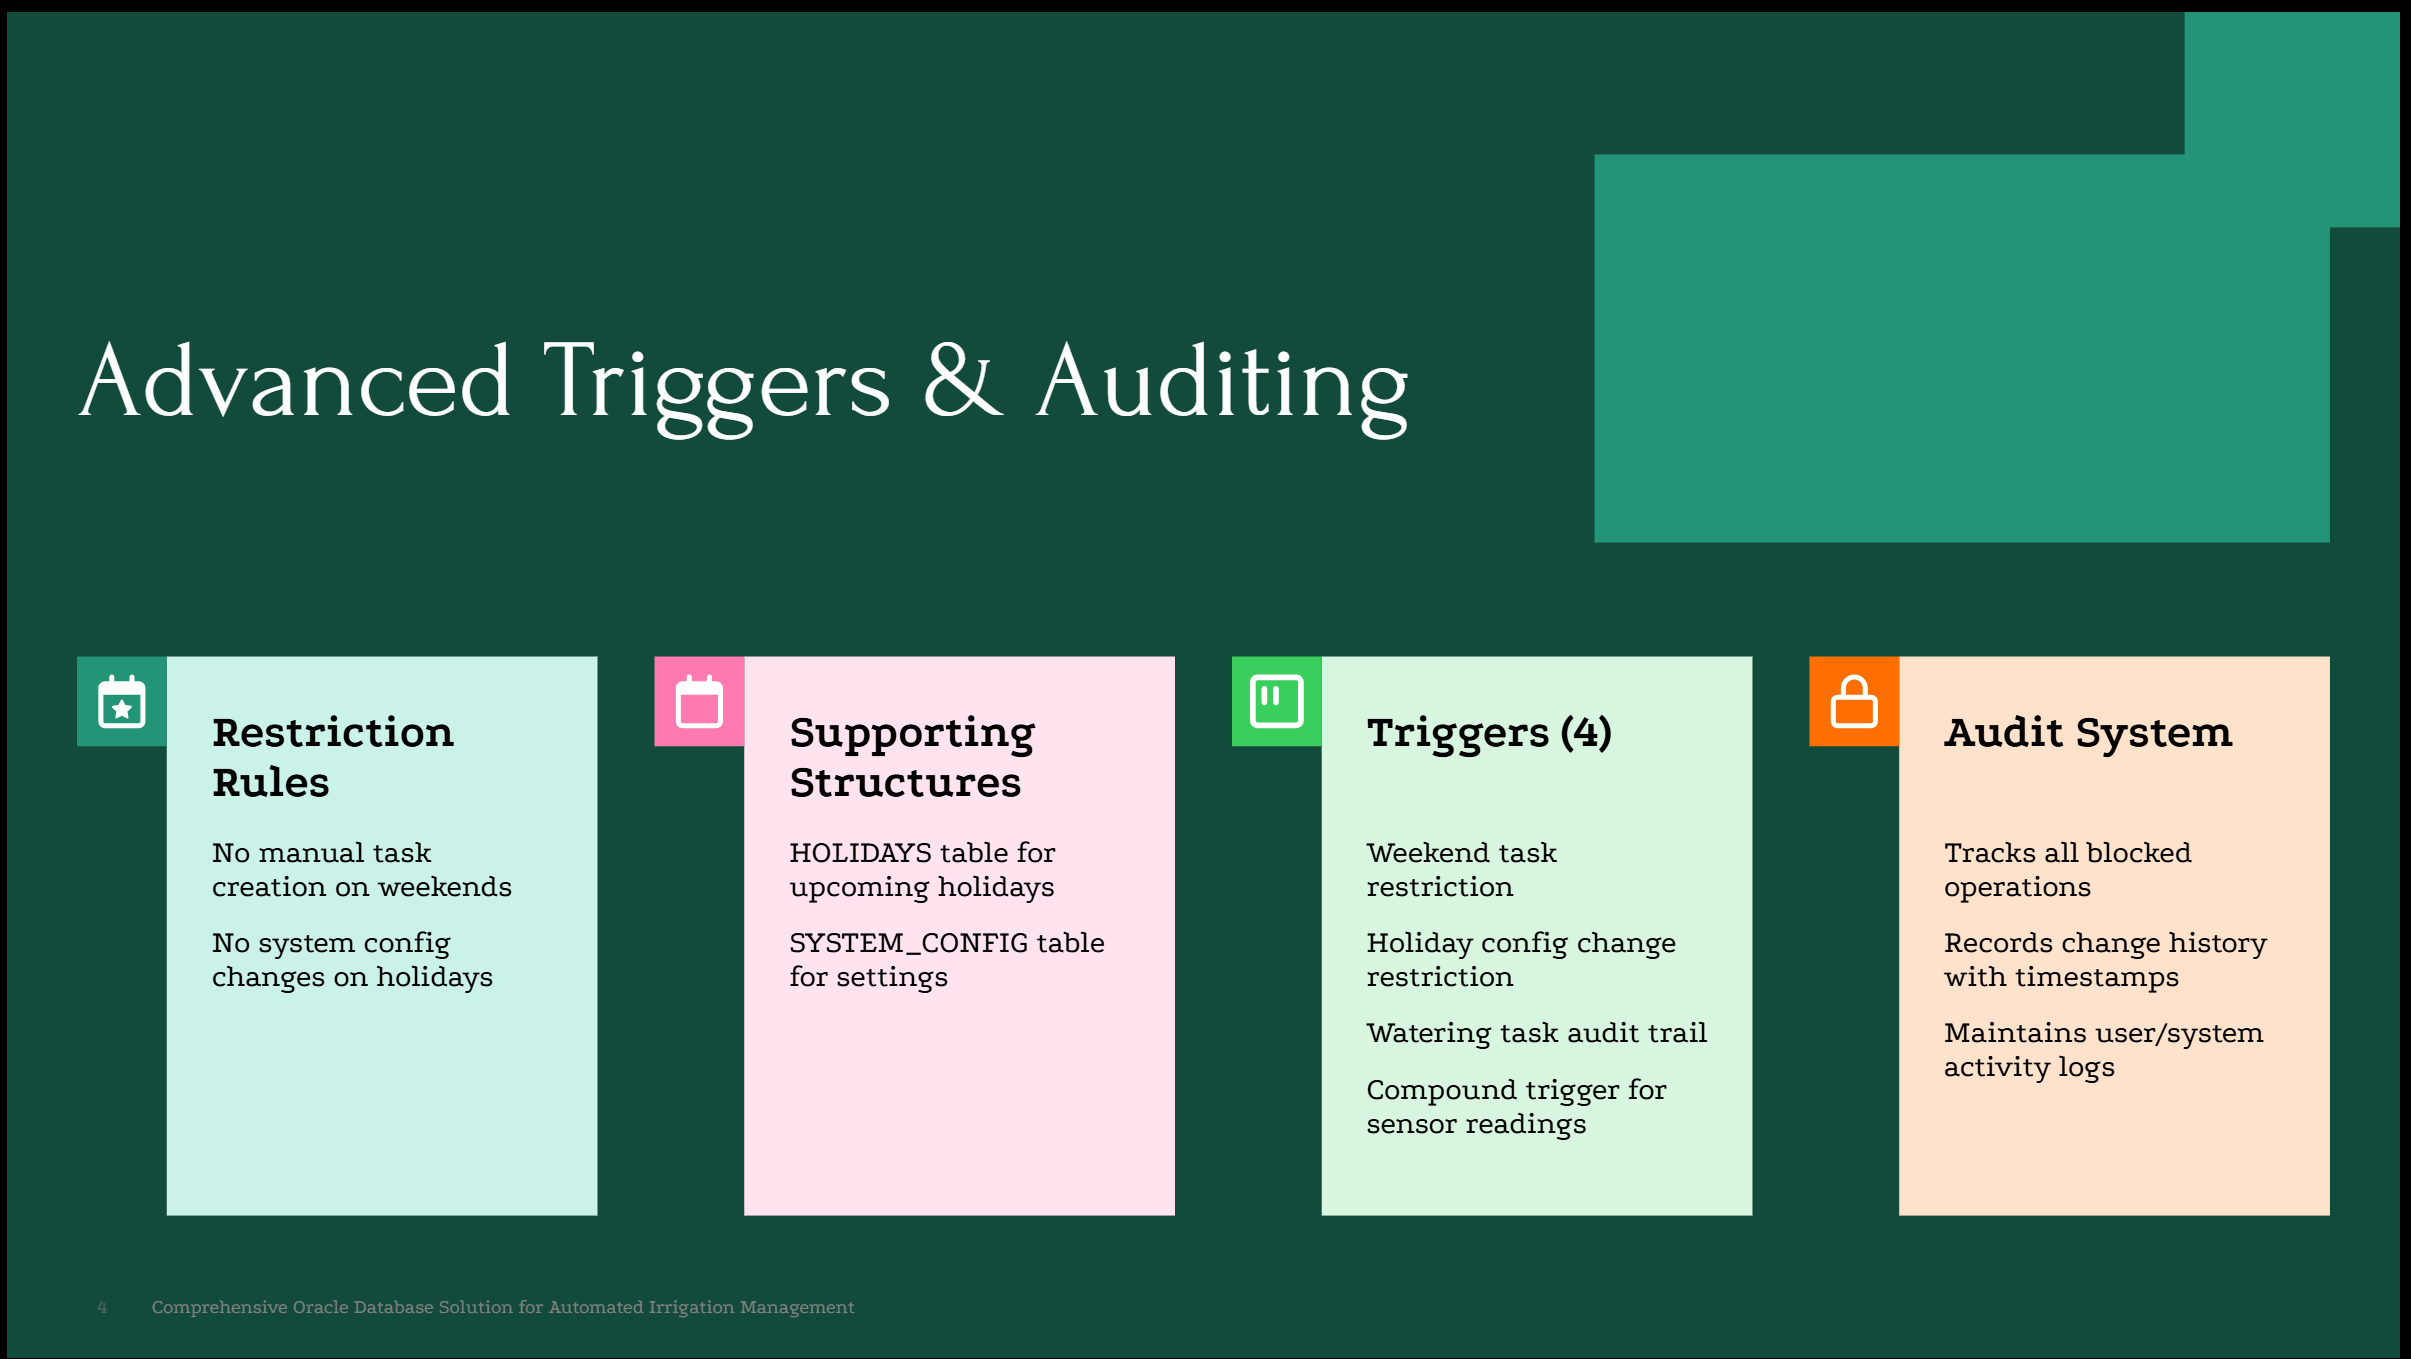 Advanced Triggers & Auditing
Restriction
Rules
No manual task
creation on weekends
No system config
changes on holidays
Supporting
Structures
HOLIDAYS table for
upcoming holidays
SYSTEM_CONFIG table
for settings
Triggers (4)
Weekend task
restriction
Holiday config change
restriction
Watering task audit trail
Compound trigger for
sensor readings
Audit System
Tracks all blocked
operations
Records change history
with timestamps
Maintains user/system
activity logs
4
Comprehensive Oracle Database Solution for Automated Irrigation Management